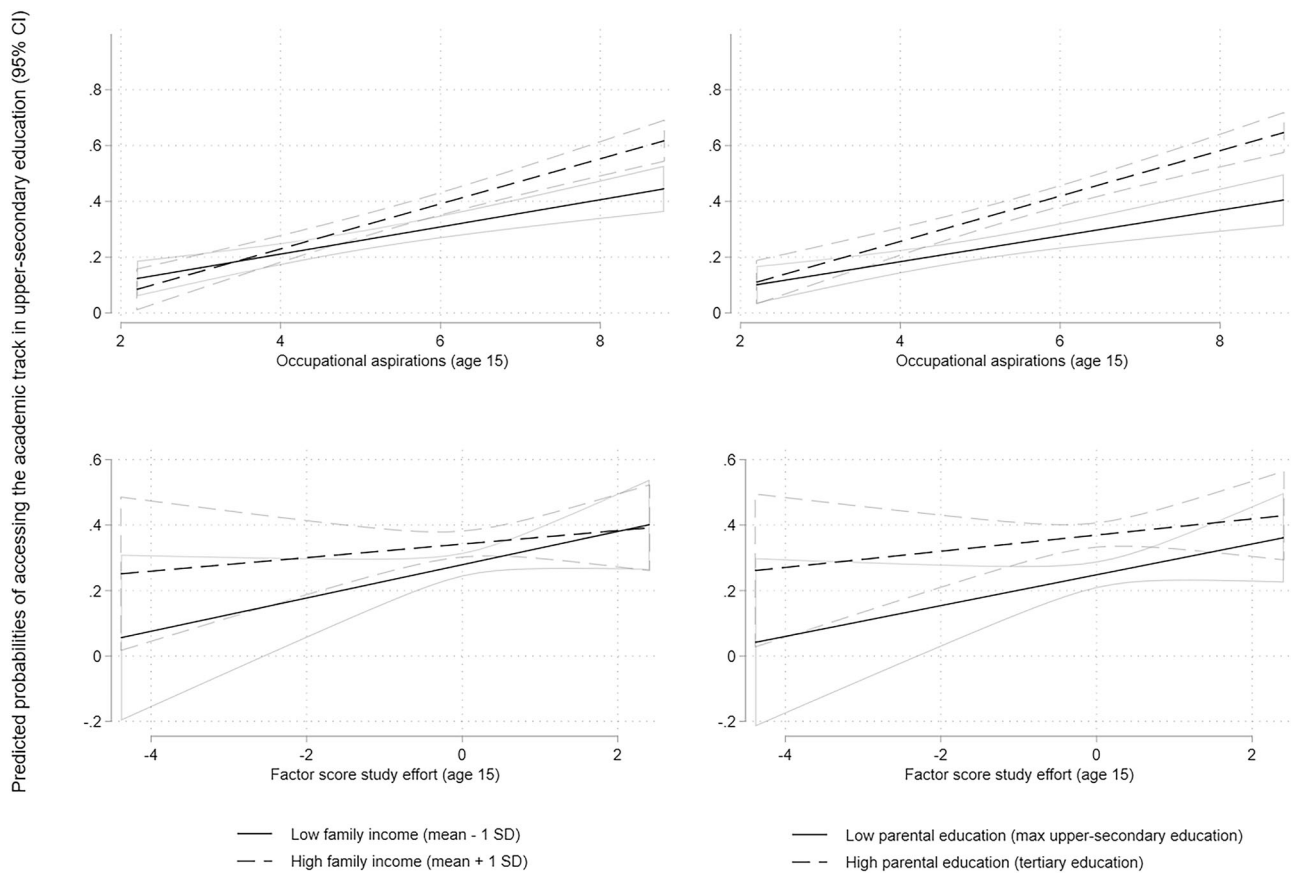 Predicted probabilities of accessing the academic track in upper-secondary education (95% CI)
.8
.6
.4
.2
0
2 4 6 8
Occupational aspirations (age 15)
.8
.6
.4
.2
0
2 4 6 8
Occupational aspirations (age 15)
.6
.4
.2
0
-.2
-4 -2 0 2
Factor score study effort (age 15)
.6
.4
.2
0
-.2
-4 -2 0 2
Factor score study effort (age 15)
Low family income (mean - 1 SD)
High family income (mean + 1 SD)
Low parental education (max upper-secondary education)
High parental education (tertiary education)